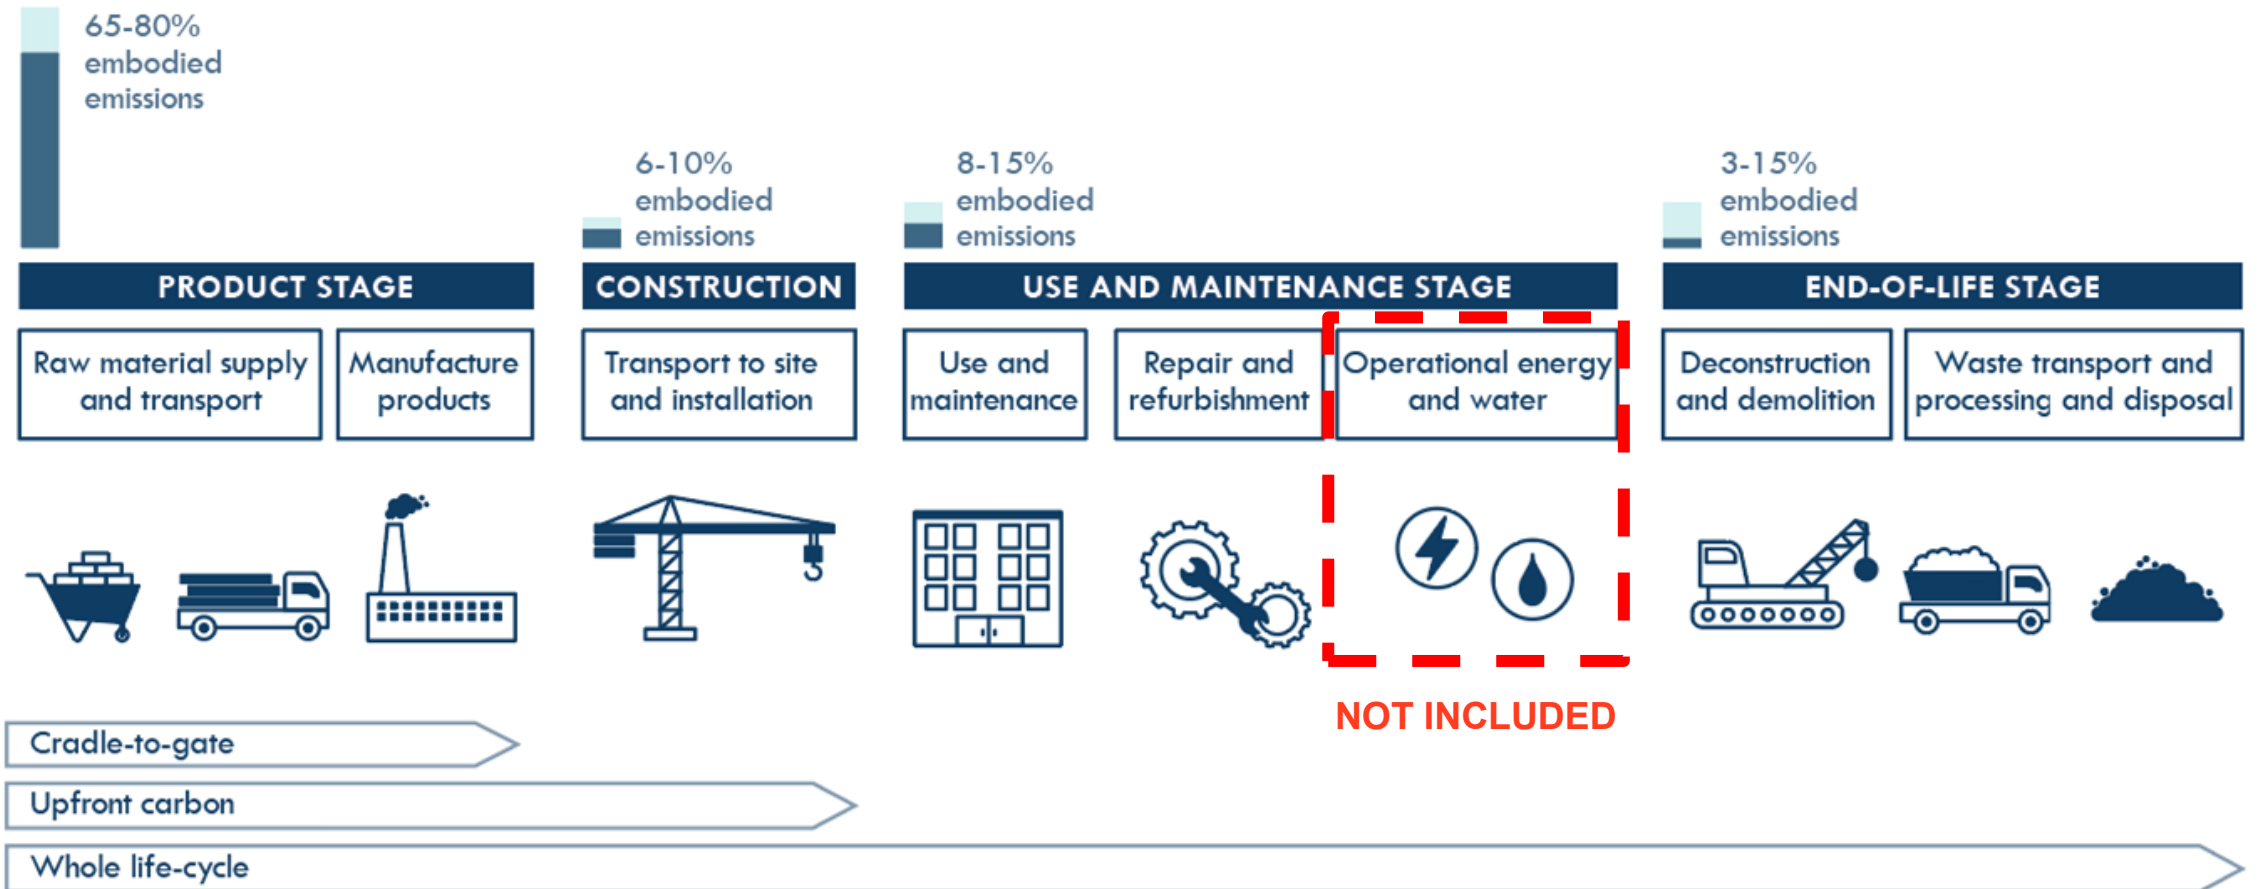 65-80%
embodied
emissions
6-10%
embodied
emissions
8-15%
embodied
emissions
3-15%
embodied
emissions
PRODUCT STAGE
CONSTRUCTION
USE AND MAINTENANCE STAGE
END-OF-LIFE STAGE
Raw material supply
and transport
Manufacture
products
Transport to site
and installation
Use and
maintenance
Repair and
refurbishment
Operational energy
and water
Deconstruction
and demolition
Waste transport and
processing and disposal
NOT INCLUDED
Cradle-to-gate
Upfront carbon
Whole life-cycle